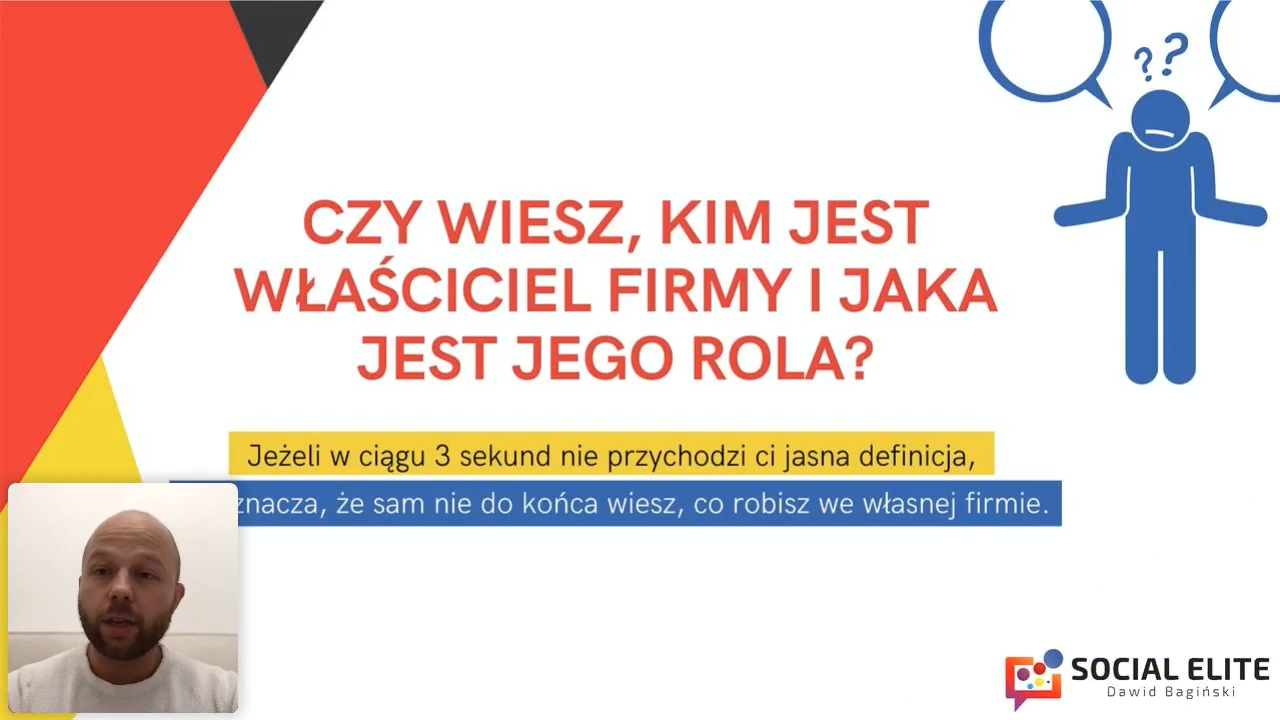 ??
CZY WIESZ, KIM JEST
WŁAŚCICIEL FIRMY I JAKA
JEST JEGO ROLA?
Jeżeli w ciągu 3 sekund nie przychodzi ci jasna definicja,
znacza, że sam nie do końca wiesz, co robisz we własnej firmie.
SOCIAL ELITE
Dawid Bagiński